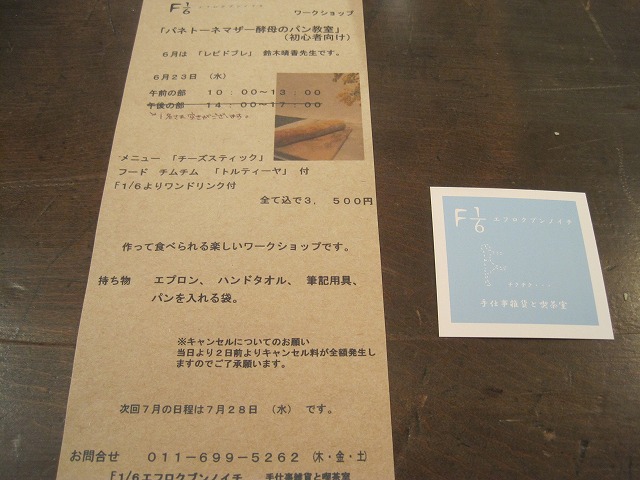 F1/6 エフロクブンノイチ
ワークショップ
「パネトーネマザー酵母のパン教室」
（初心者向け）
6月は 「レピドプレ」 鈴木晴香先生です。
6月23日 （水）
午前の部 10：00〜13：00
午後の部 14：00〜17：00
メニュー 「チーズスティック」
フード チムチム 「トルティーヤ」 付
F1/6よりワンドリンク付
全て込で3，500円
作って食べられる楽しいワークショップです。
持ち物 エプロン、 ハンドタオル、 筆記用具、
パンを入れる袋。
※キャンセルについてのお願い
当日より2日前よりキャンセル料が全額発生し
ますのでご了承願います。
次回7月の日程は7月28日 （水） です。
お問合せ 011-699-5262 （木・金・土）
F1/6エフロクブンノイチ 手仕事雑貨と喫茶室
F1/6 エフロクブンノイチ
手仕事雑貨と喫茶室